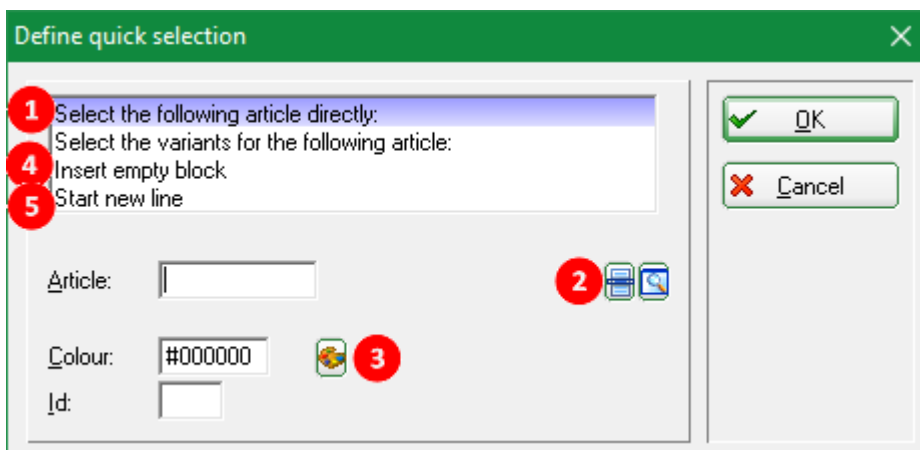 Define quick selection
1 Select the following article directly:
Select the variants for the following article:
4 Insert empty block
5 Start new line
OK
Cancel
Article:
2
Colour: #000000
3
Id: